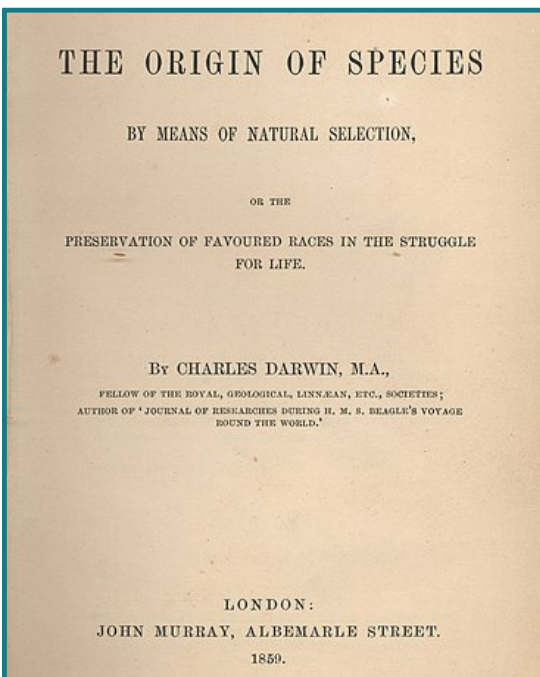 THE ORIGIN OF SPECIES
BY MEANS OF NATURAL SELECTION,
OR THE
PRESERVATION OF FAVOURED RACES IN THE STRUGGLE
FOR LIFE.
BY CHARLES DARWIN, M.A.,
FELLOW OF THE ROYAL, GEOLOGICAL, LINNÆAN, ETC., SOCIETIES;
AUTHOR OF ‘JOURNAL OF RESEARCHES DURING H. M. S. BEAGLE’S VOYAGE
ROUND THE WORLD.’
LONDON:
JOHN MURRAY, ALBEMARLE STREET.
1859.